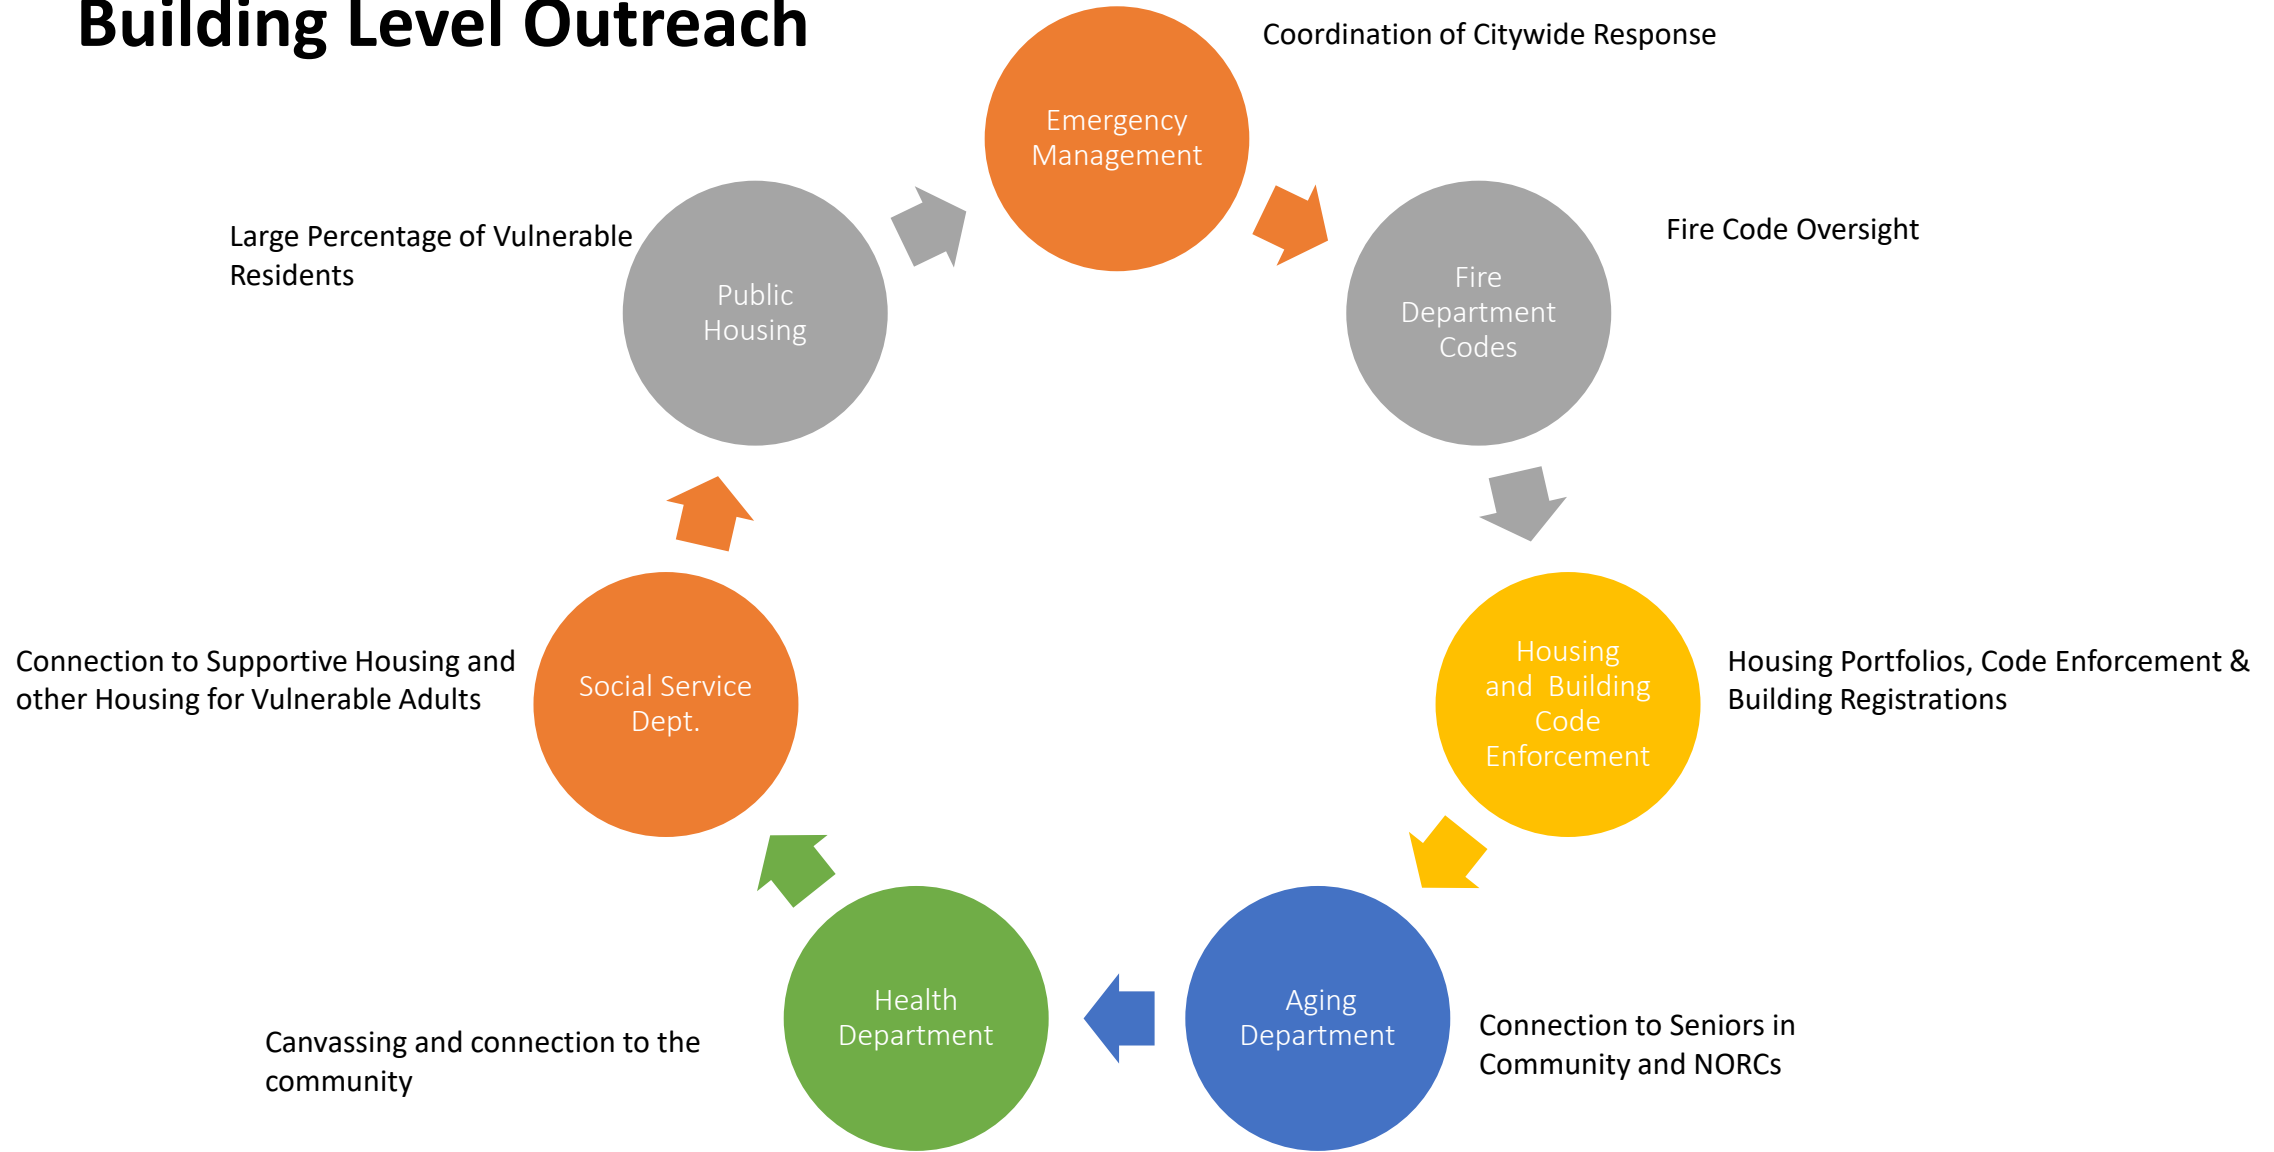 Building Level Outreach
Coordination of Citywide Response
Emergency
Management
Fire Code Oversight
Fire
Department
Codes
Large Percentage of Vulnerable
Residents
Public
Housing
Housing
and  Building
Code
Enforcement
Housing Portfolios, Code Enforcement &
Building Registrations
Connection to Supportive Housing and
other Housing for Vulnerable Adults
Social Service
Dept.
Aging
Department
Connection to Seniors in
Community and NORCs
Health
Department
Canvassing and connection to the
community